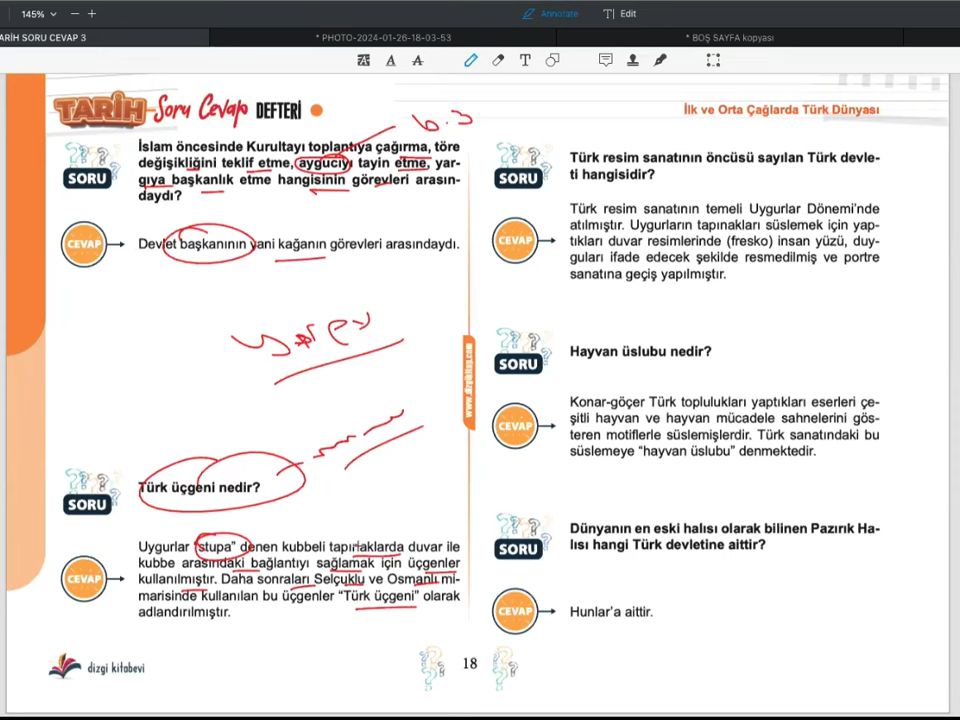 145%
Annotate
Edit
ARİH SORU CEVAP 3
* PHOTO-2024-01-26-18-03-53
* BOŞ SAYFA kopyası
TARİH Soru Cevap DEFTERİ
İlk ve Orta Çağlarda Türk Dünyası
SORU
İslam öncesinde Kurultayı toplantıya çağırma, töre
değişikliğini teklif etme, ayguciyı tayin etme, yar-
gıya başkanlık etme hangisinin görevleri arasın-
daydı?
CEVAP
Devlet başkanının yani kağanın görevleri arasındaydı.
SORU
Türk üçgeni nedir?
CEVAP
Uygurlar "stupa" denen kubbeli tapınaklarda duvar ile
kubbe arasındaki bağlantıyı sağlamak için üçgenler
kullanılmıştır. Daha sonraları Selçuklu ve Osmanlı mi-
marisinde kullanılan bu üçgenler "Türk üçgeni" olarak
adlandırılmıştır.
www.dizgikitap.com
SORU
Türk resim sanatının öncüsü sayılan Türk devle-
ti hangisidir?
CEVAP
Türk resim sanatının temeli Uygurlar Dönemi'nde
atılmıştır. Uygurların tapınakları süslemek için yap-
tıkları duvar resimlerinde (fresko) insan yüzü, duy-
guları ifade edecek şekilde resmedilmiş ve portre
sanatına geçiş yapılmıştır.
SORU
Hayvan üslubu nedir?
CEVAP
Konar-göçer Türk toplulukları yaptıkları eserleri çe-
şitli hayvan ve hayvan mücadele sahnelerini gös-
teren motiflerle süslemişlerdir. Türk sanatındaki bu
süslemeye "hayvan üslubu" denmektedir.
SORU
Dünyanın en eski halısı olarak bilinen Pazırık Ha-
lısı hangi Türk devletine aittir?
CEVAP
Hunlar'a aittir.
dizgi kitabevi
18